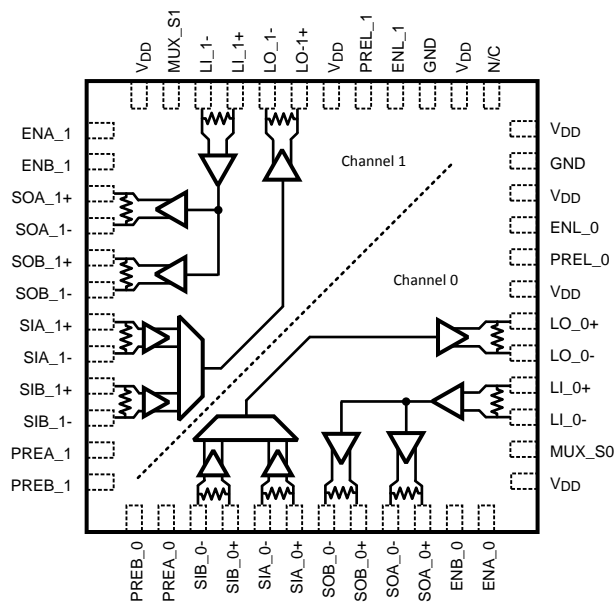 VDD
MUX_S1
LI_1-
LI_1+
LO_1-
LO-1+
VDD
PREL_1
ENL_1
GND
VDD
N/C
ENA_1
ENB_1
SOA_1+
SOA_1-
SOB_1+
SOB_1-
SIA_1+
SIA_1-
SIB_1+
SIB_1-
PREA_1
PREB_1
Channel 1
Channel 0
VDD
GND
VDD
ENL_0
PREL_0
VDD
LO_0+
LO_0-
LI_0+
LI_0-
MUX_S0
VDD
PREB_0
PREA_0
SIB_0-
SIB_0+
SIA_0-
SIA_0+
SOB_0-
SOB_0+
SOA_0-
SOA_0+
ENB_0
ENA_0